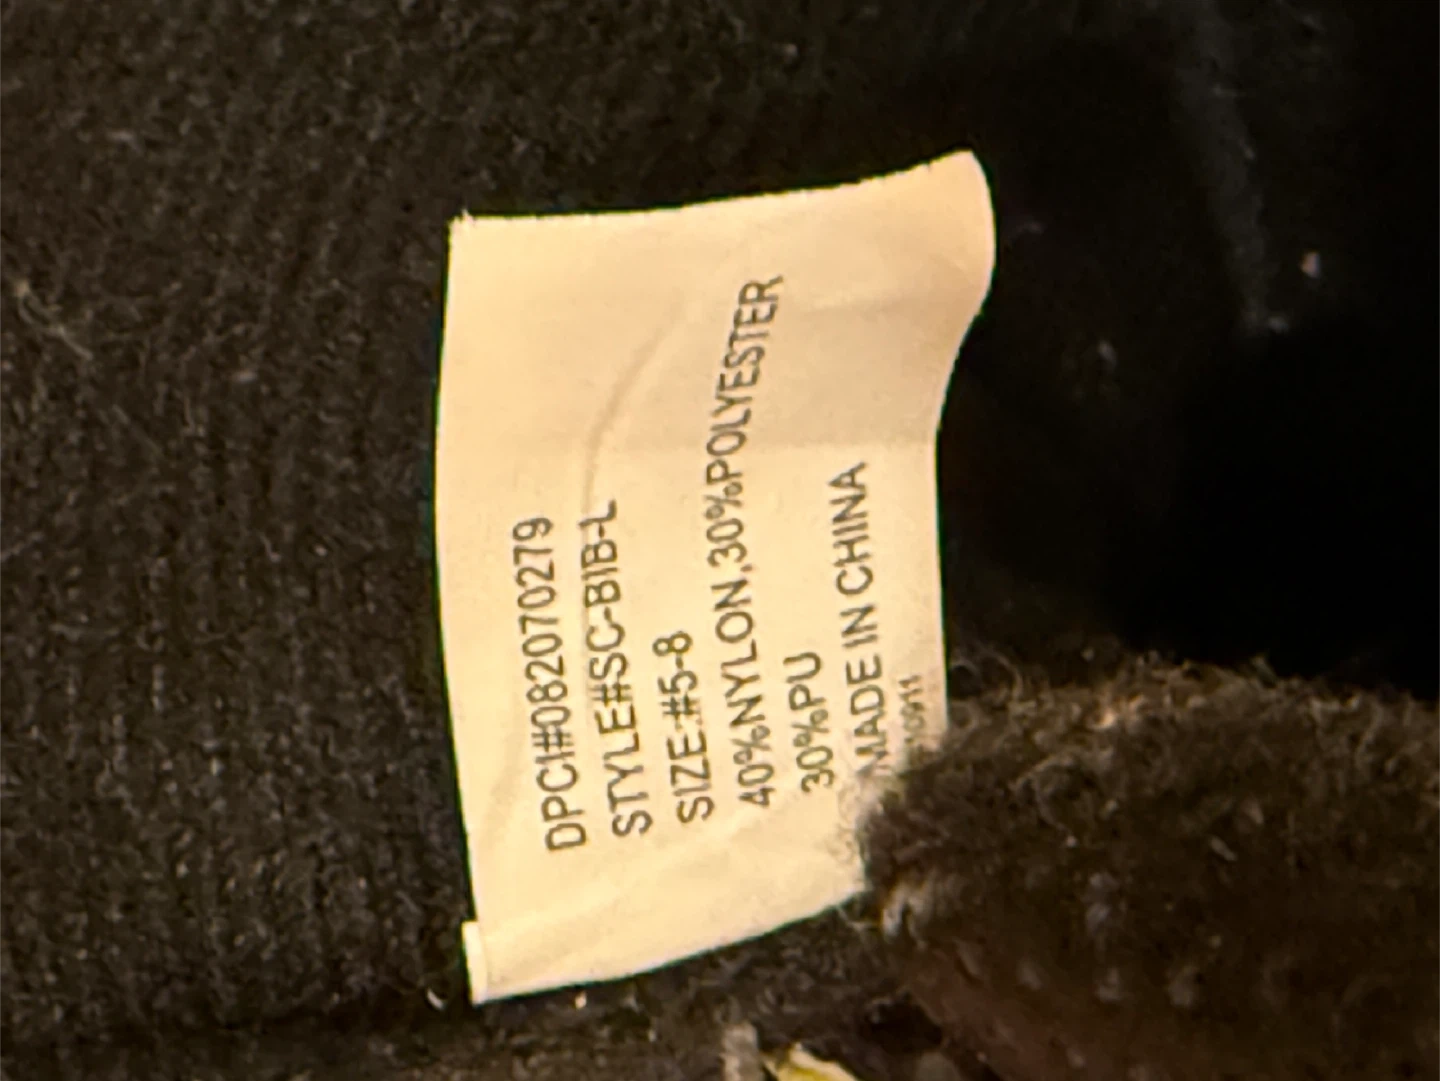 DPCI#082070279
STYLE#SC-BIB-L
SIZE:#5-8
40%NYLON,30%POLYESTER
30%PU
MADE IN CHINA